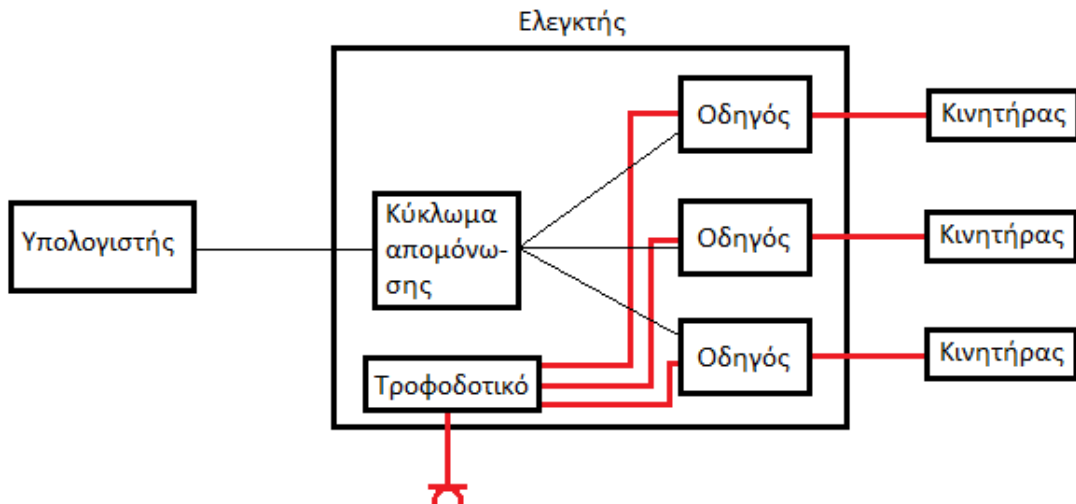 Ελεγκτής
Οδηγός
Κινητήρας
Υπολογιστής
Κύκλωμα
απομόνω-
σης
Οδηγός
Κινητήρας
Οδηγός
Κινητήρας
Τροφοδοτικό